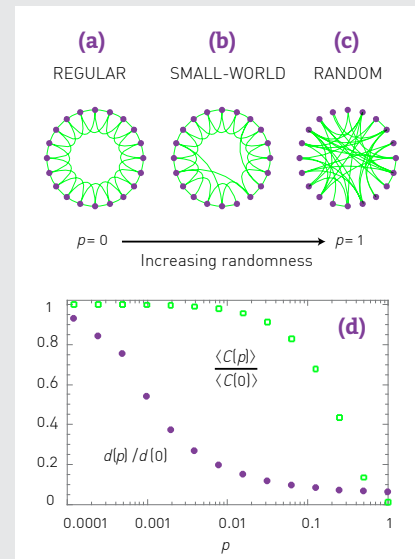 (a) (b) (c)
REGULAR SMALL-WORLD RANDOM
p= 0 p= 1
Increasing randomness
(d)
1
0.8
0.6
0.4
0.2
0
⟨C(p)⟩
⟨C(0)⟩
d(p) / d(0)
0.0001 0.001 0.01 0.1 1
p